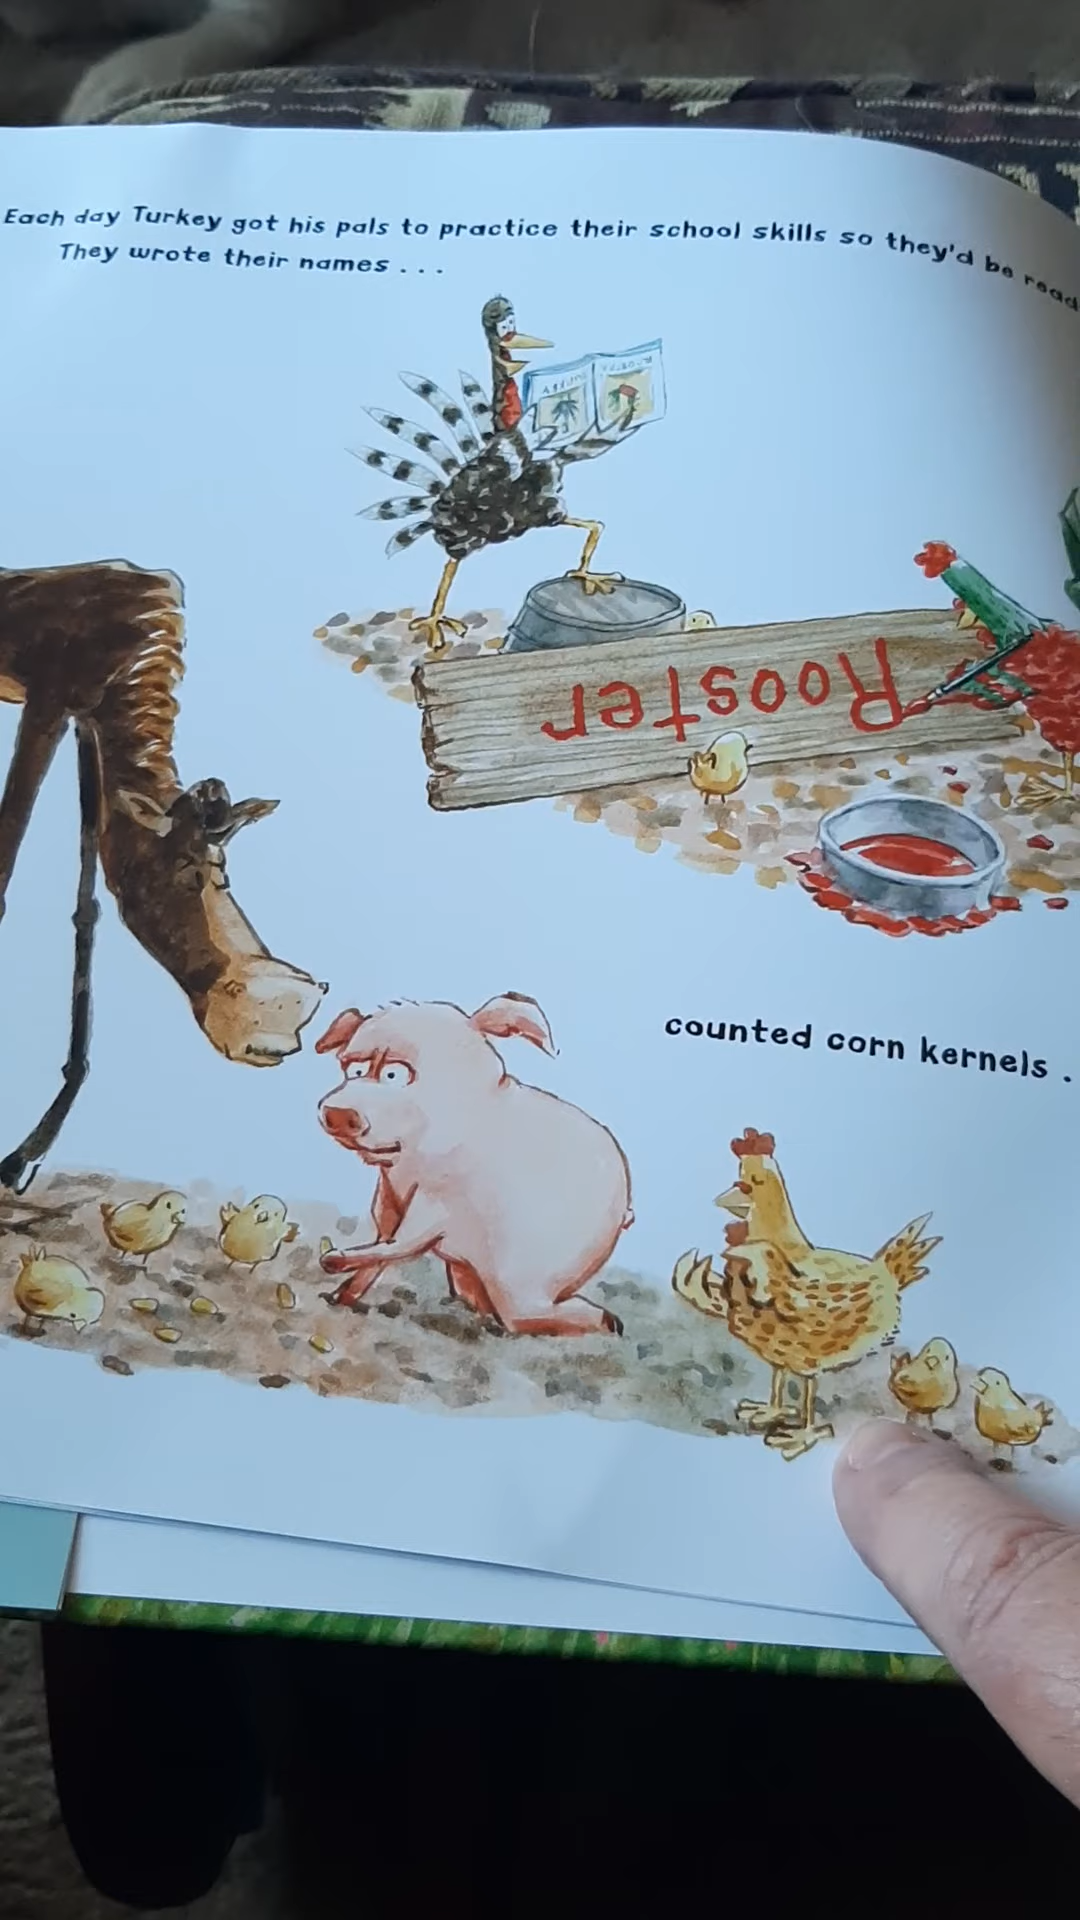 Each day Turkey got his pals to practice their school skills so they'd be read
They wrote their names . . .
Rooster
counted corn kernels .